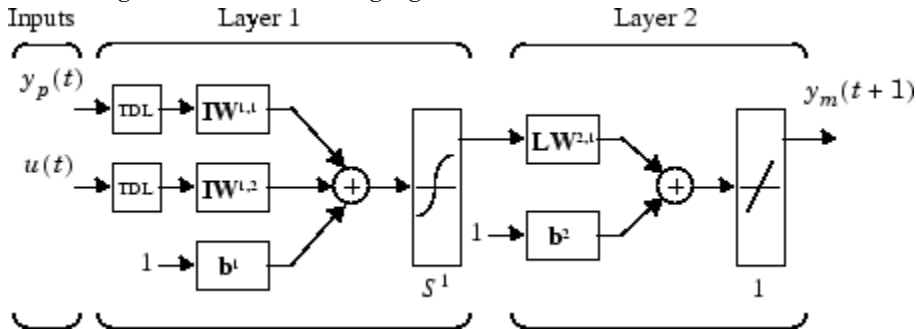 Inputs Layer 1 Layer 2
y_p(t) TDL IW^{1,1} LW^{2,1} y_m(t+1)
u(t) TDL IW^{1,2}
1 b^1 1 b^2
S^1 1